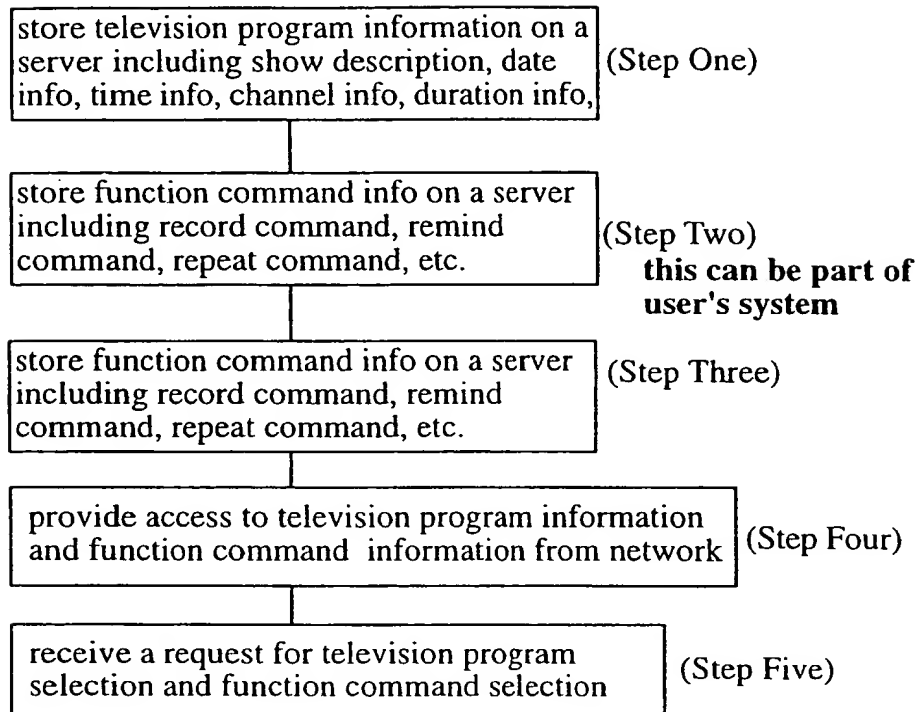 store television program information on a
server including show description, date
info, time info, channel info, duration info,
(Step One)
store function command info on a server
including record command, remind
command, repeat command, etc.
(Step Two)
this can be part of
user's system
store function command info on a server
including record command, remind
command, repeat command, etc.
(Step Three)
provide access to television program information
and function command information from network
(Step Four)
receive a request for television program
selection and function command selection
(Step Five)